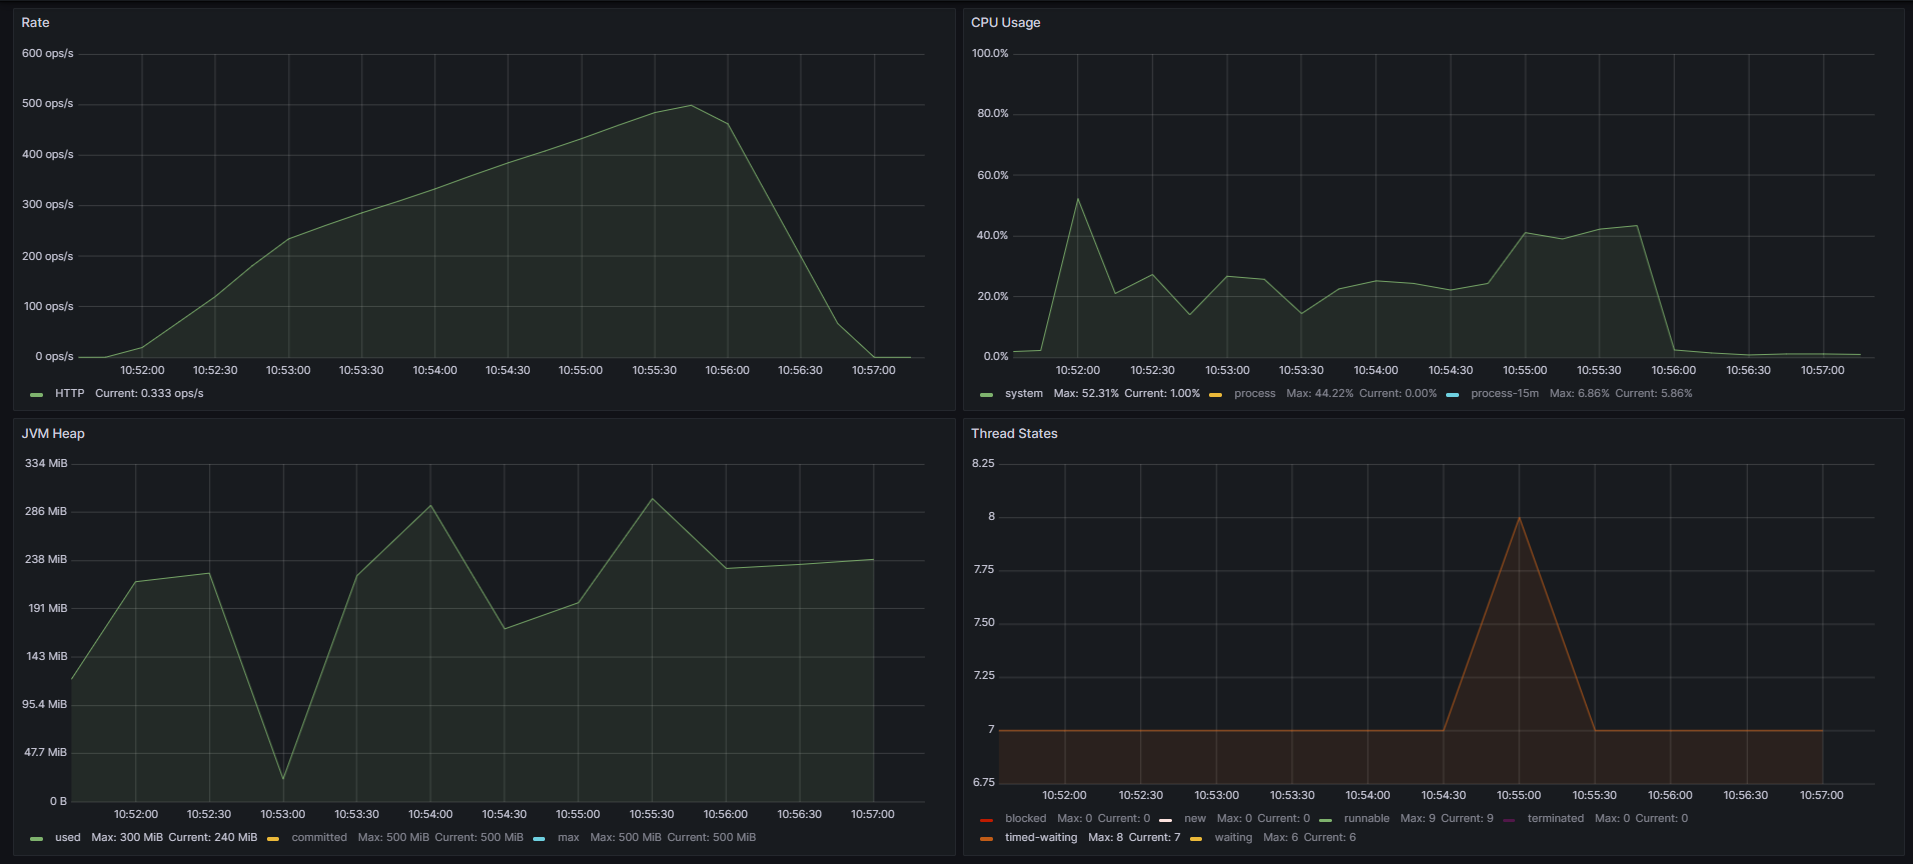 Rate
600 ops/s
500 ops/s
400 ops/s
300 ops/s
200 ops/s
100 ops/s
0 ops/s
10:52:00 10:52:30 10:53:00 10:53:30 10:54:00 10:54:30 10:55:00 10:55:30 10:56:00 10:56:30 10:57:00
HTTP Current: 0.333 ops/s
CPU Usage
100.0%
80.0%
60.0%
40.0%
20.0%
0.0%
10:52:00 10:52:30 10:53:00 10:53:30 10:54:00 10:54:30 10:55:00 10:55:30 10:56:00 10:56:30 10:57:00
system Max: 52.31% Current: 1.00% process Max: 44.22% Current: 0.00% process-15m Max: 6.86% Current: 5.86%
JVM Heap
334 MiB
286 MiB
238 MiB
191 MiB
143 MiB
95.4 MiB
47.7 MiB
0 B
10:52:00 10:52:30 10:53:00 10:53:30 10:54:00 10:54:30 10:55:00 10:55:30 10:56:00 10:56:30 10:57:00
used Max: 300 MiB Current: 240 MiB committed Max: 500 MiB Current: 500 MiB max Max: 500 MiB Current: 500 MiB
Thread States
8.25
8
7.75
7.50
7.25
7
6.75
10:52:00 10:52:30 10:53:00 10:53:30 10:54:00 10:54:30 10:55:00 10:55:30 10:56:00 10:56:30 10:57:00
blocked Max: 0 Current: 0 new Max: 0 Current: 0 runnable Max: 9 Current: 9 terminated Max: 0 Current: 0
timed-waiting Max: 8 Current: 7 waiting Max: 6 Current: 6